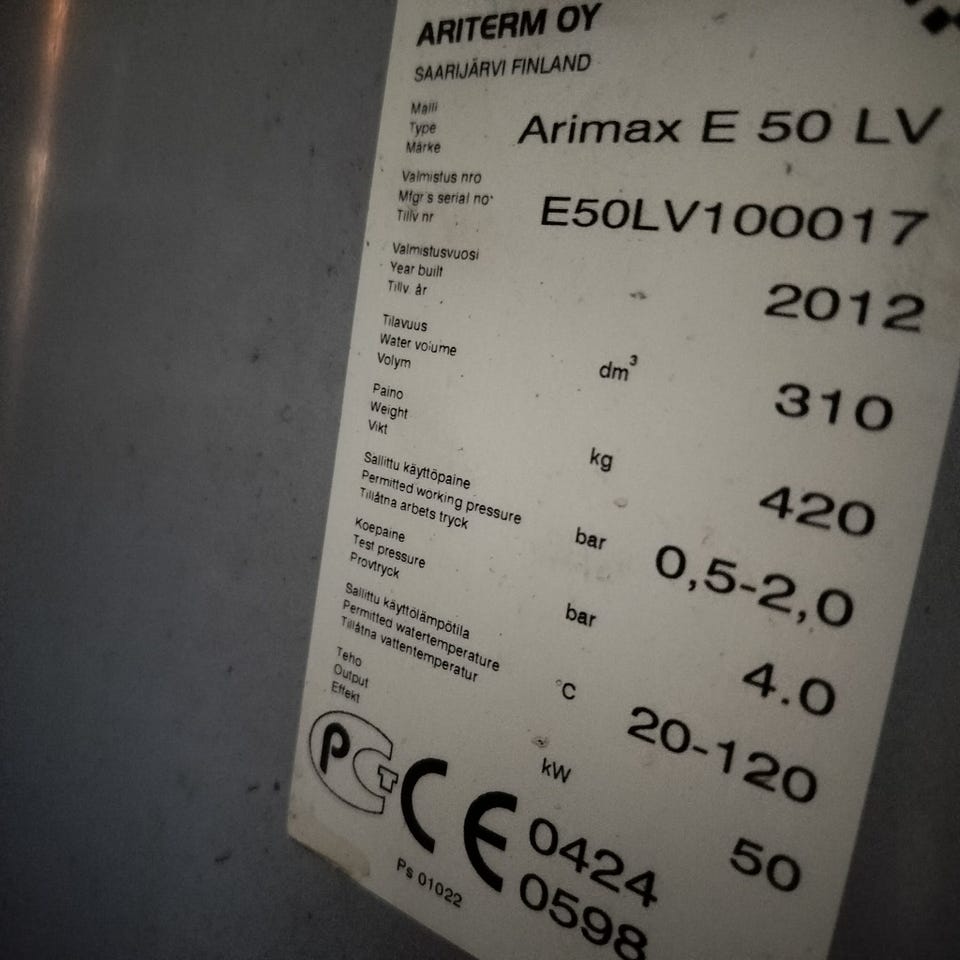 ARITERM OY
SAARIJÄRVI FINLAND
Malli
Type
Märke
Arimax E 50 LV
Valmistus nro
Mfgr's serial no
Tillv nr
E50LV100017
Valmistusvuosi
Year built
Tillv år
2012
Tilavuus
Water volume
Volym
dm³ 310
Paino
Weight
Vikt
kg 420
Sallittu käyttöpaine
Permitted working pressure
Tillåtna arbets tryck
bar 0,5-2,0
Koepaine
Test pressure
Provtryck
bar 4.0
Sallittu käyttölämpötila
Permitted watertemperature
Tillåtna vattentemperatur
°C 20-120
Teho
Output
Effekt
kW 50
PCT CE 0424
0598
Ps 01022